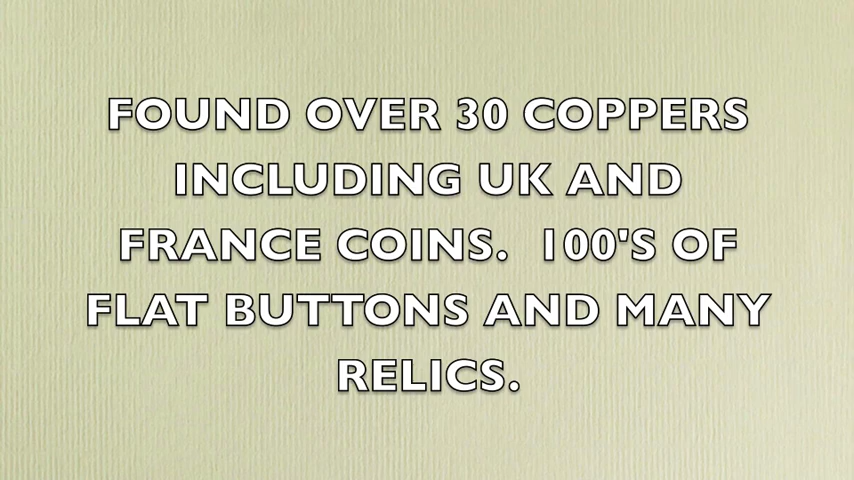 FOUND OVER 30 COPPERS
INCLUDING UK AND
FRANCE COINS.  100'S OF
FLAT BUTTONS AND MANY
RELICS.